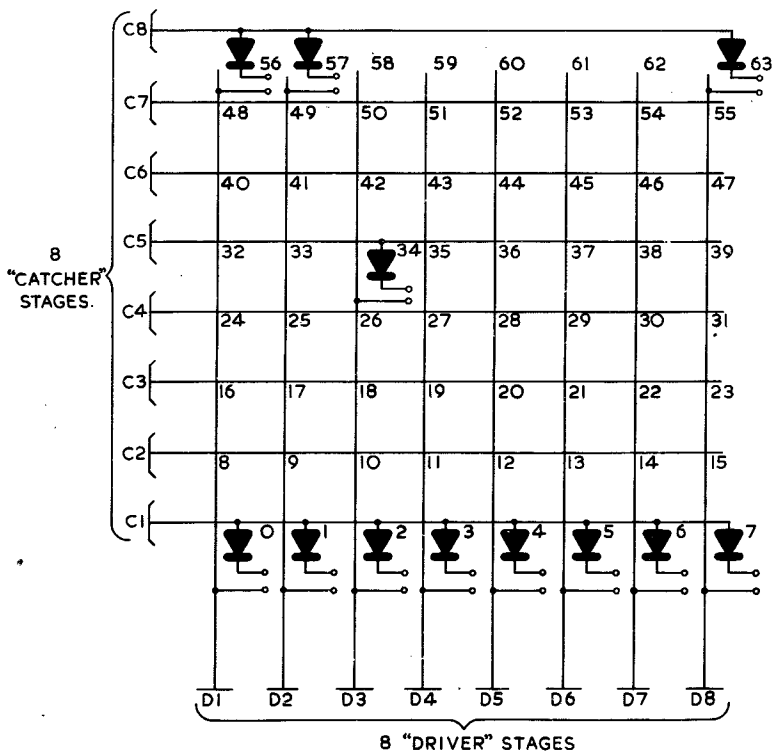 C8
56 57 58 59 60 61 62 63
C7
48 49 50 51 52 53 54 55
C6
40 41 42 43 44 45 46 47
C5
32 33 34 35 36 37 38 39
8
"CATCHER"
STAGES.
C4
24 25 26 27 28 29 30 31
C3
16 17 18 19 20 21 22 23
C2
8 9 10 11 12 13 14 15
C1
0 1 2 3 4 5 6 7
D1 D2 D3 D4 D5 D6 D7 D8
8 "DRIVER" STAGES